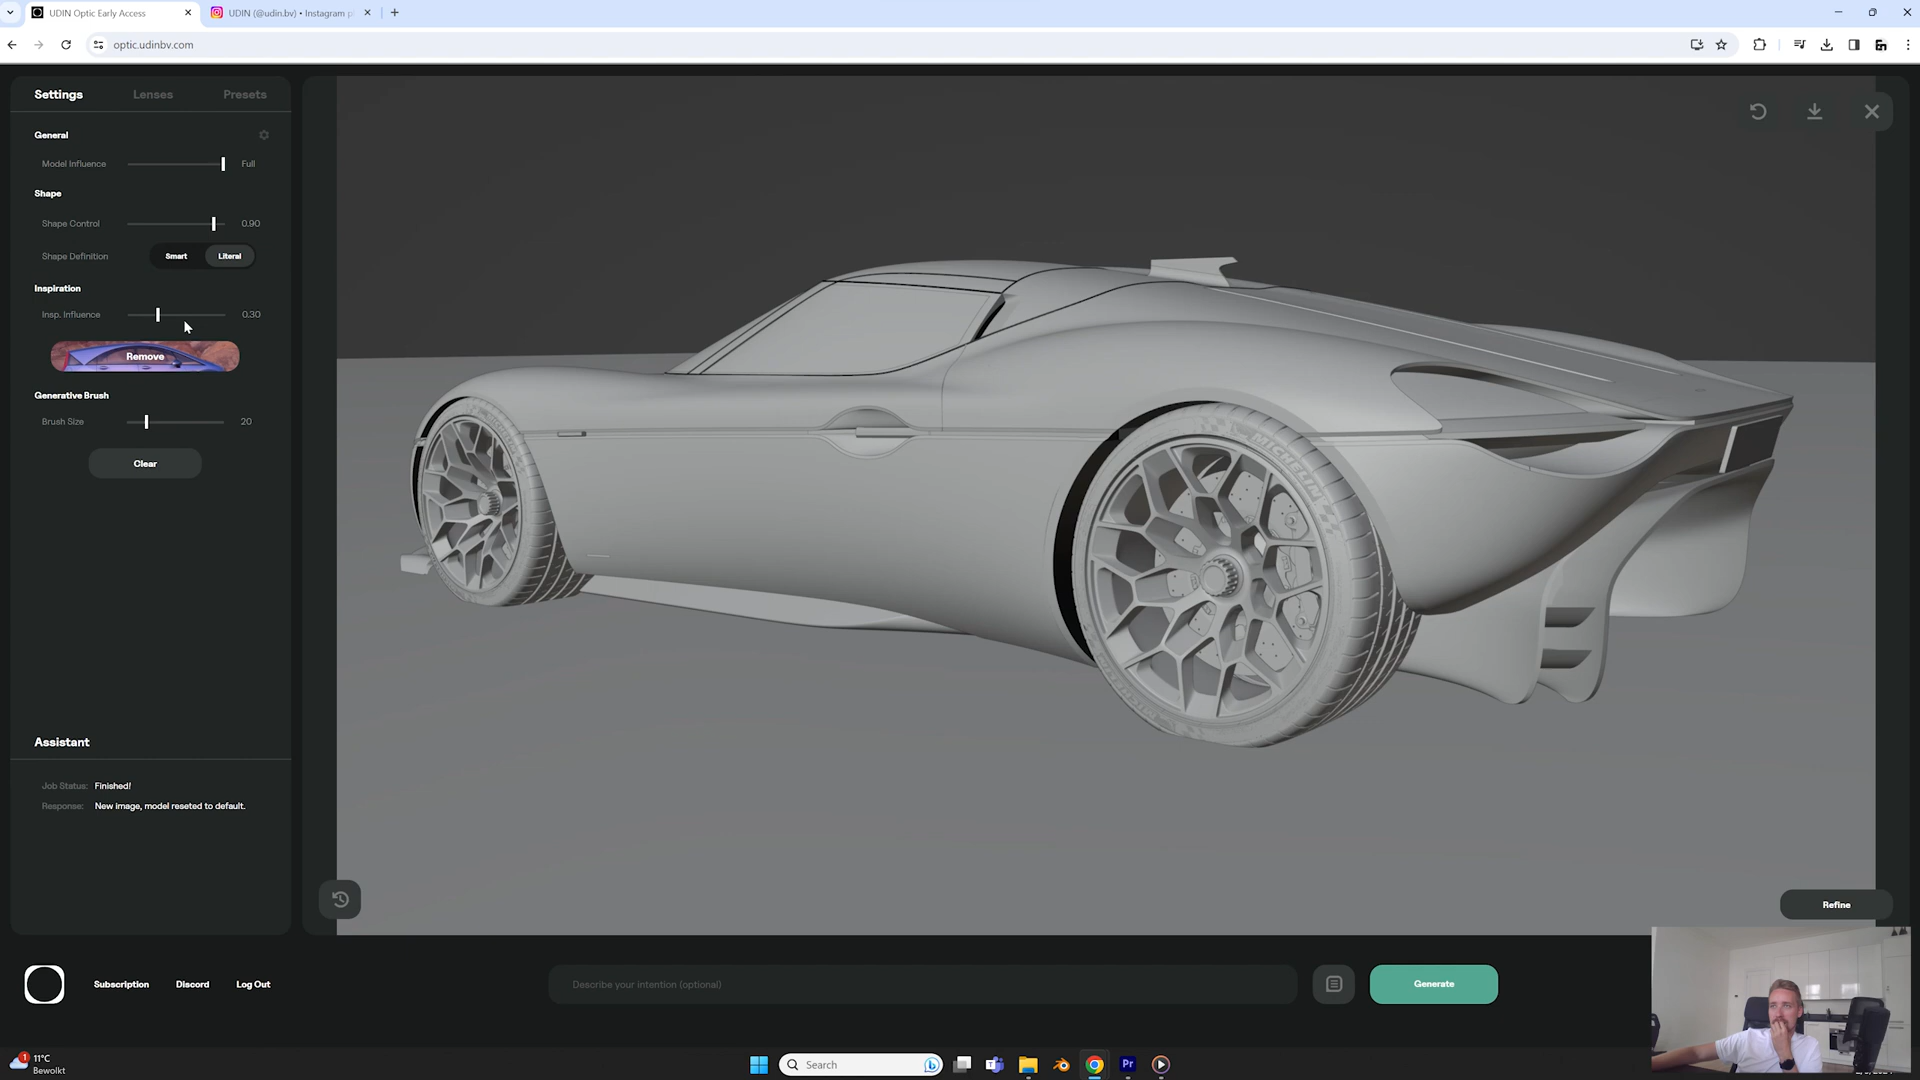 UDIN Optic Early Access
UDIN (@udin.bv) • Instagram p
optic.udinbv.com
Settings
Lenses
Presets
General
Model Influence
Full
Shape
Shape Control
0.90
Shape Definition
Smart
Literal
Inspiration
Insp. Influence
0.30
Remove
Generative Brush
Brush Size
20
Clear
MICHELIN
Assistant
Job Status: Finished!
Response: New image, model reseted to default.
Refine
Subscription
Discord
Log Out
Describe your intention (optional)
Generate
1
11°C
Bewolkt
Search
Pr